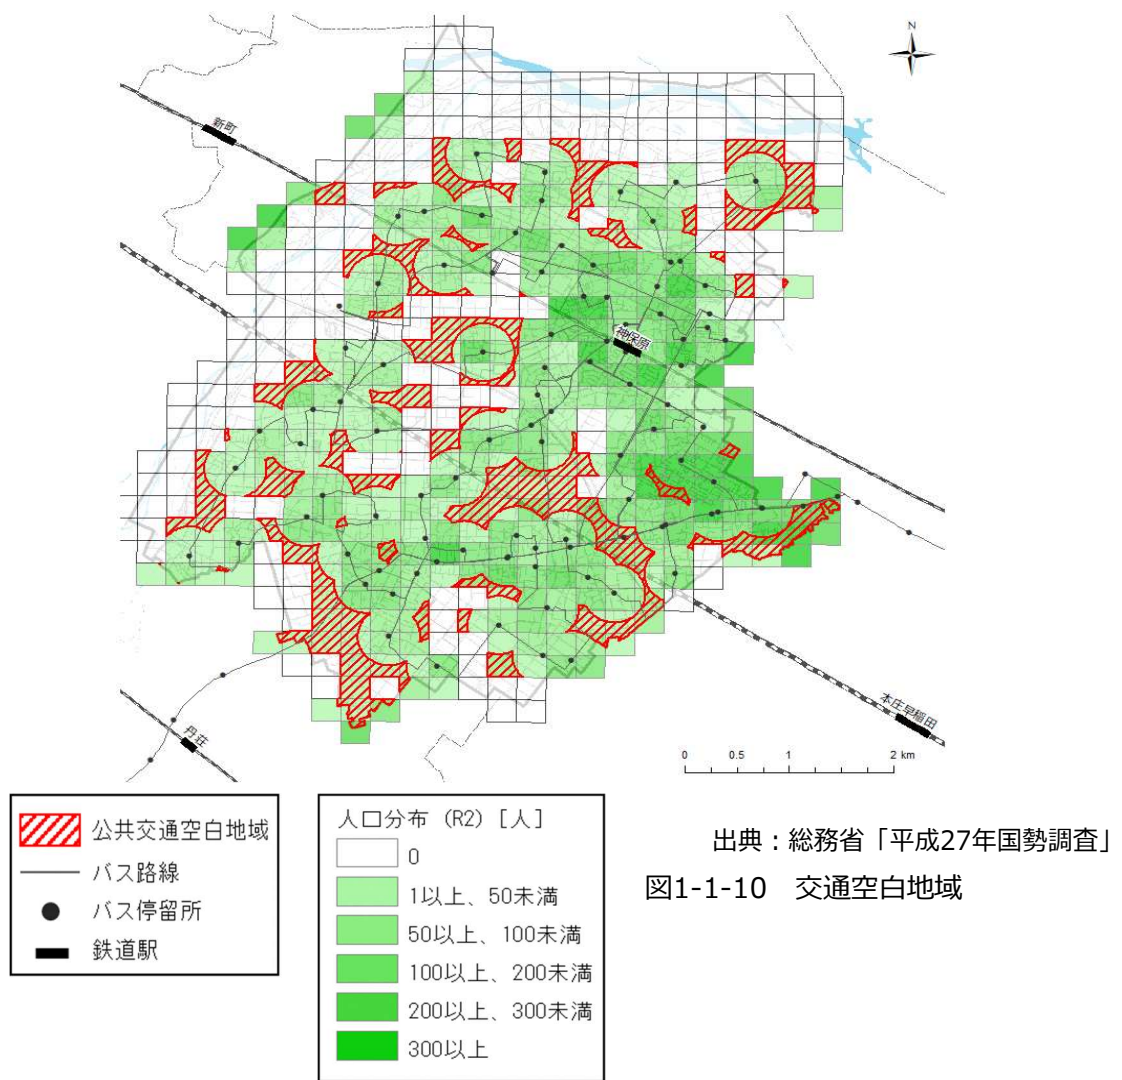 N
新町
神保原
本庄早稲田
丹荘
0 0.5 1 2 km
公共交通空白地域
バス路線
バス停留所
鉄道駅
人口分布 (R2) [人]
0
1以上、50未満
50以上、100未満
100以上、200未満
200以上、300未満
300以上
出典：総務省「平成27年国勢調査」
図1-1-10 交通空白地域